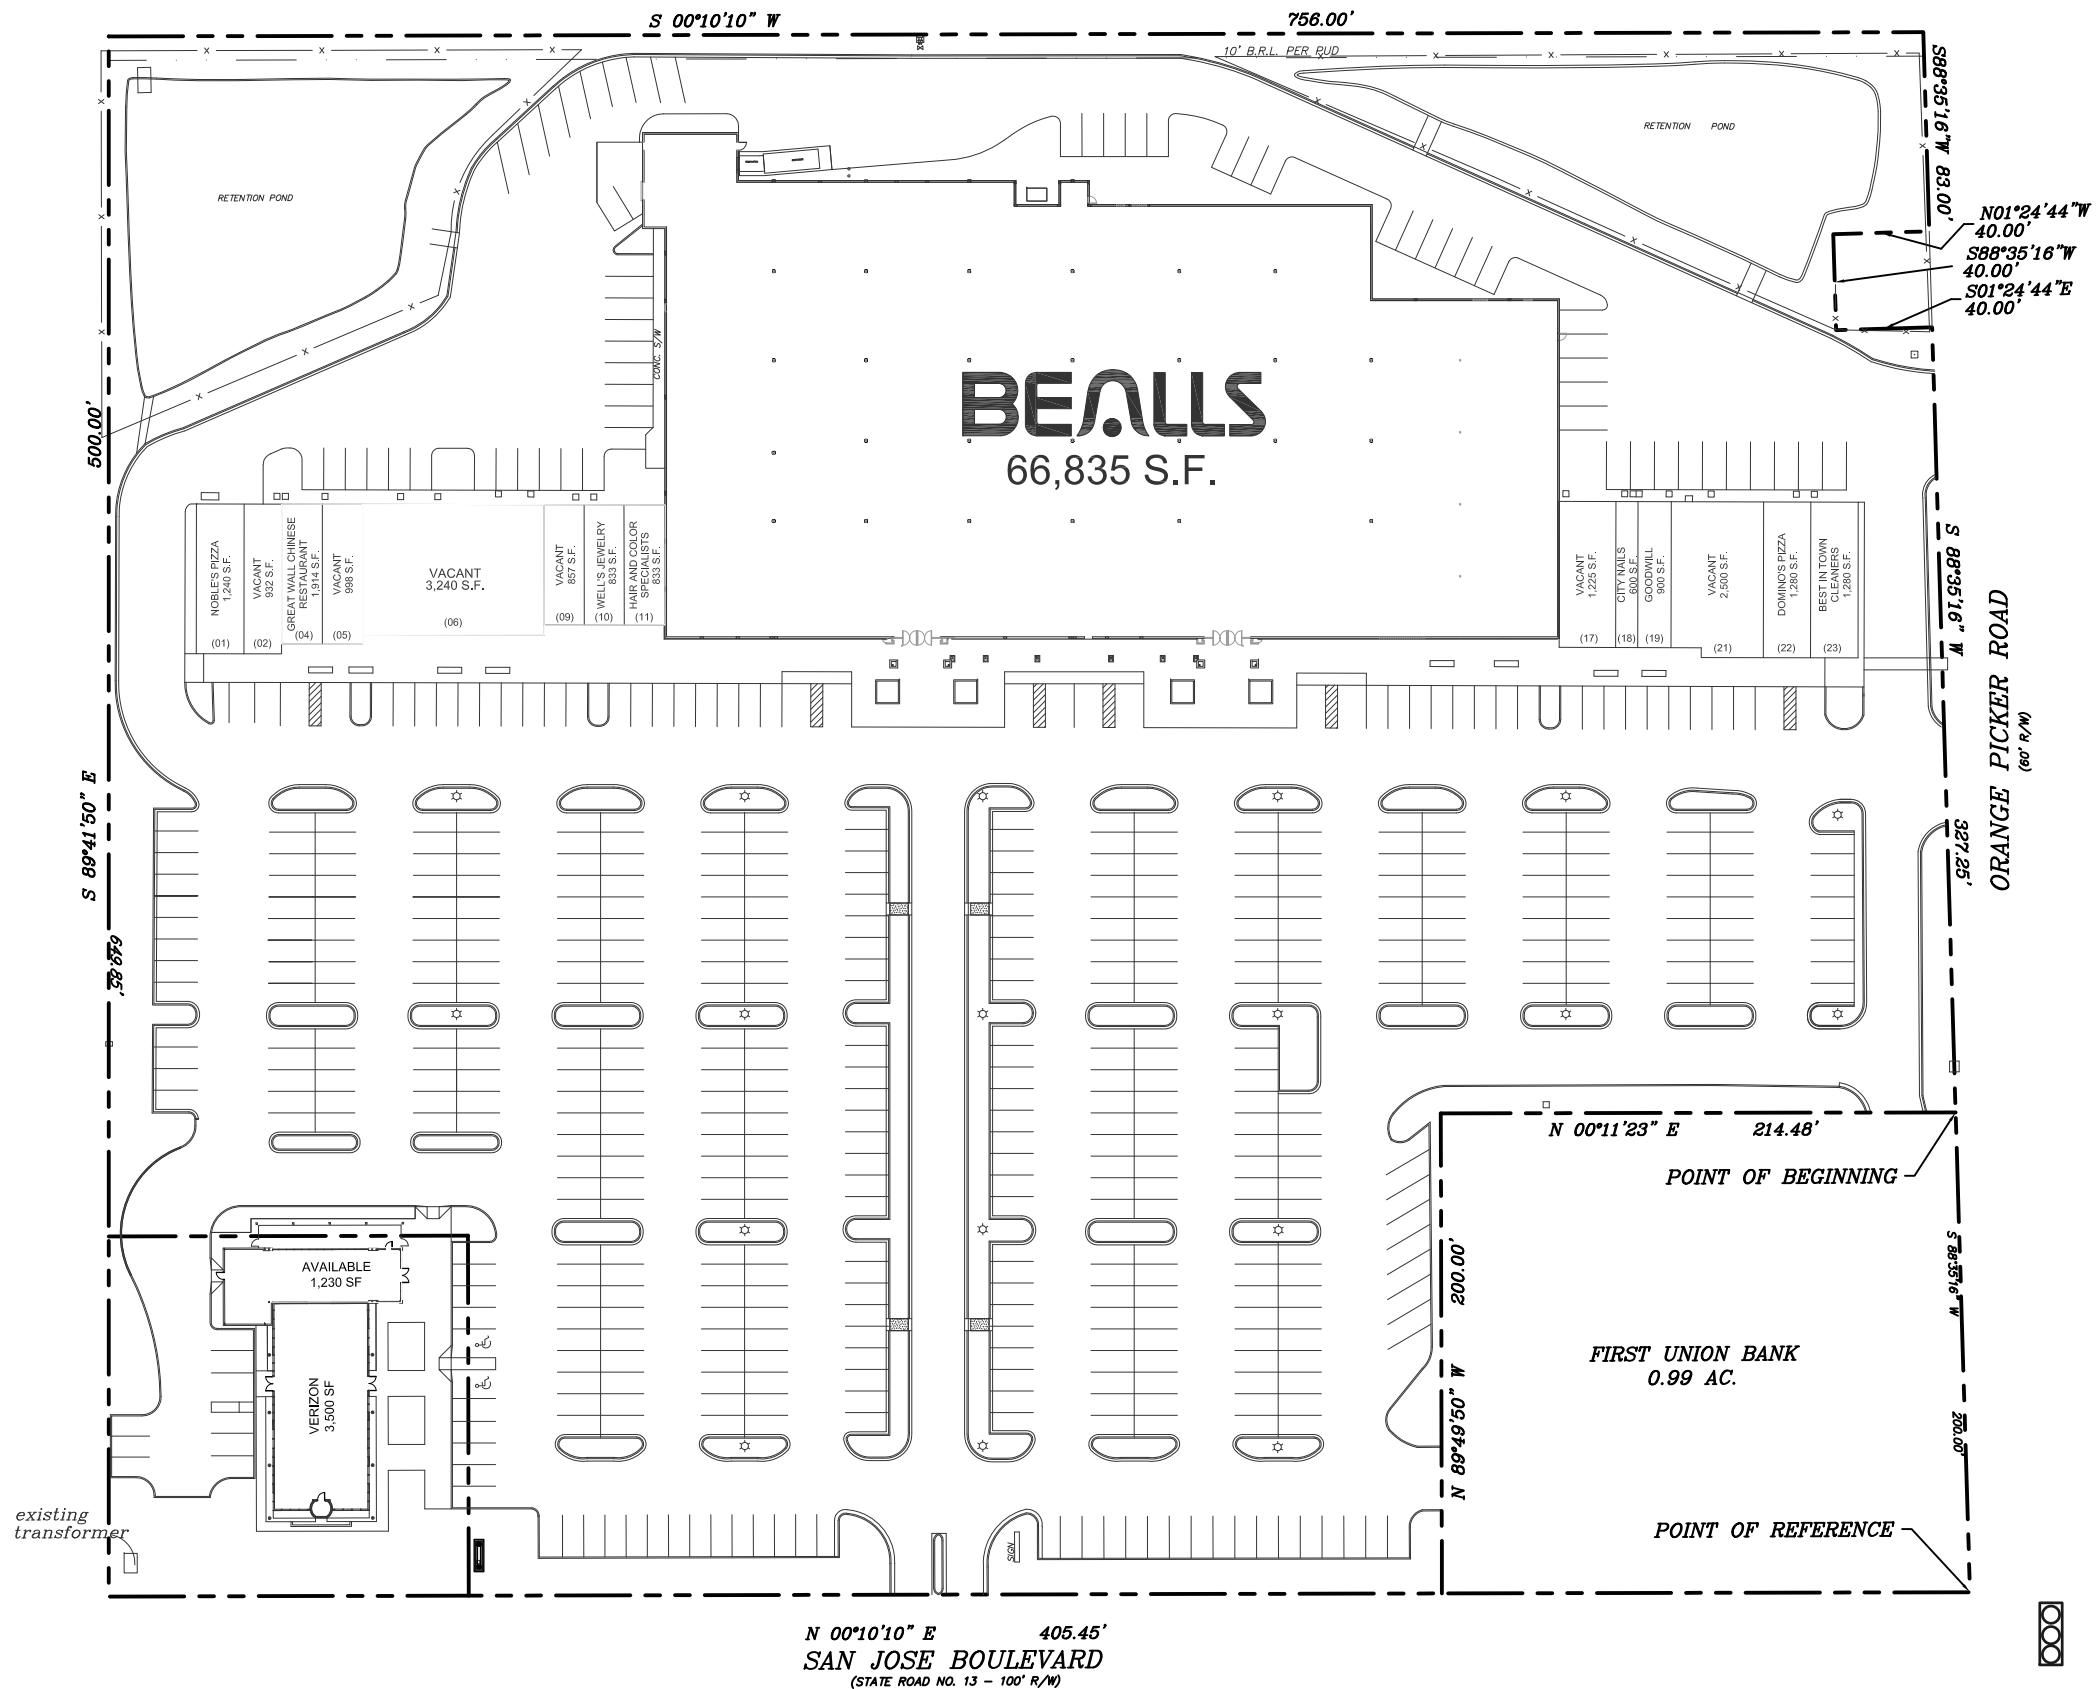 S 00°10'10" W 756.00'
10' B.R.L. PER PUD
S88°35'16"W 83.00'
RETENTION POND
RETENTION POND
N01°24'44"W
40.00'
S88°35'16"W
40.00'
S01°24'44"E
40.00'
500.00'
CONC. S/W
BEALLS
66,835 S.F.
NOBLE'S PIZZA
1,240 S.F.
(01)
VACANT
932 S.F.
(02)
GREAT WALL CHINESE
RESTAURANT
1,914 S.F.
(04)
VACANT
998 S.F.
(05)
VACANT
3,240 S.F.
(06)
VACANT
857 S.F.
(09)
WELL'S JEWELRY
833 S.F.
(10)
HAIR AND COLOR
SPECIALISTS
833 S.F.
(11)
VACANT
1,225 S.F.
(17)
CITY NAILS
600 S.F.
(18)
GOODWILL
900 S.F.
(19)
VACANT
2,500 S.F.
(21)
DOMINO'S PIZZA
1,280 S.F.
(22)
BEST IN TOWN
CLEANERS
1,280 S.F.
(23)
S 88°35'16" W
327.25'
ORANGE PICKER ROAD
(60' R/W)
S 89°41'50" E
649.85'
N 00°11'23" E 214.48'
POINT OF BEGINNING
S 88°35'16" W
200.00'
200.00'
N 89°49'50" W
FIRST UNION BANK
0.99 AC.
POINT OF REFERENCE
AVAILABLE
1,230 SF
VERIZON
3,500 SF
existing
transformer
SIGN
N 00°10'10" E 405.45'
SAN JOSE BOULEVARD
(STATE ROAD NO. 13 - 100' R/W)